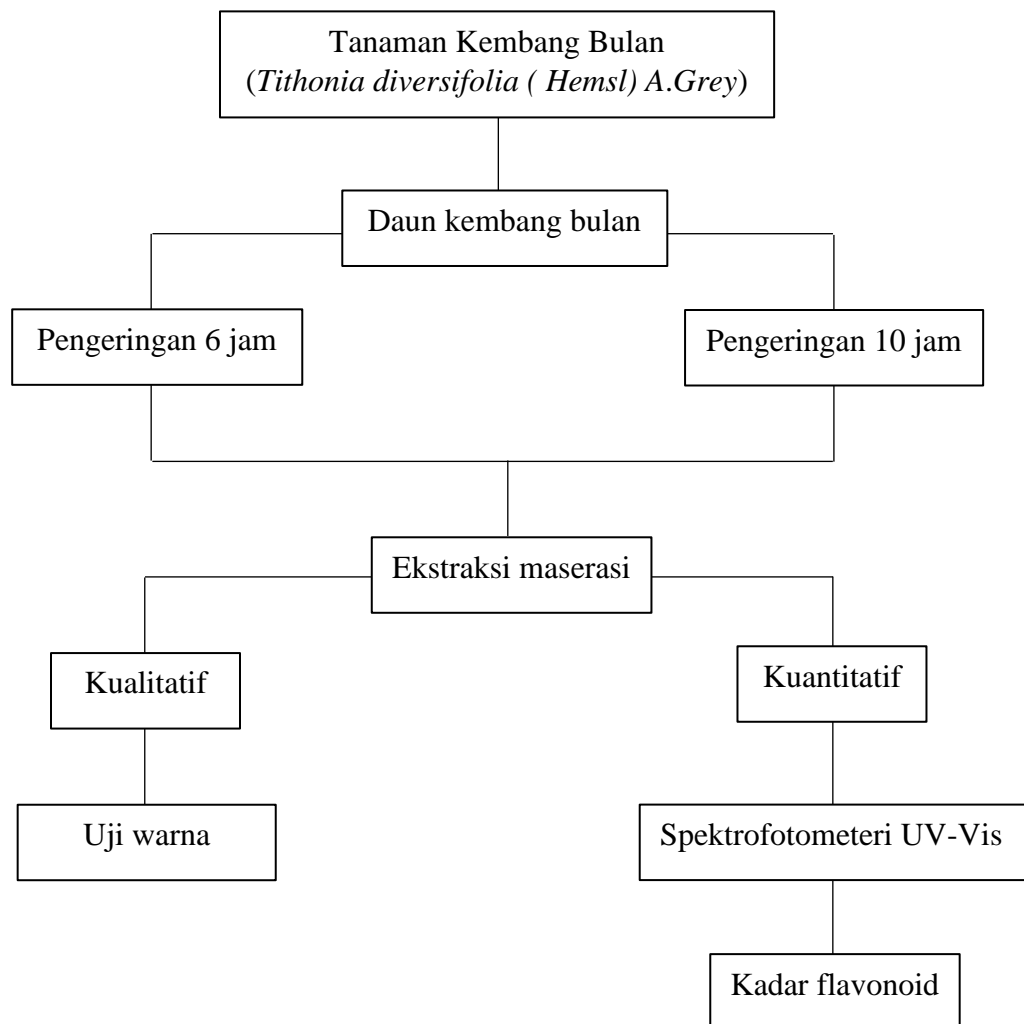 Tanaman Kembang Bulan
(Tithonia diversifolia ( Hemsl) A.Grey)
Daun kembang bulan
Pengeringan 6 jam
Pengeringan 10 jam
Ekstraksi maserasi
Kualitatif
Kuantitatif
Uji warna
Spektrofotometeri UV-Vis
Kadar flavonoid